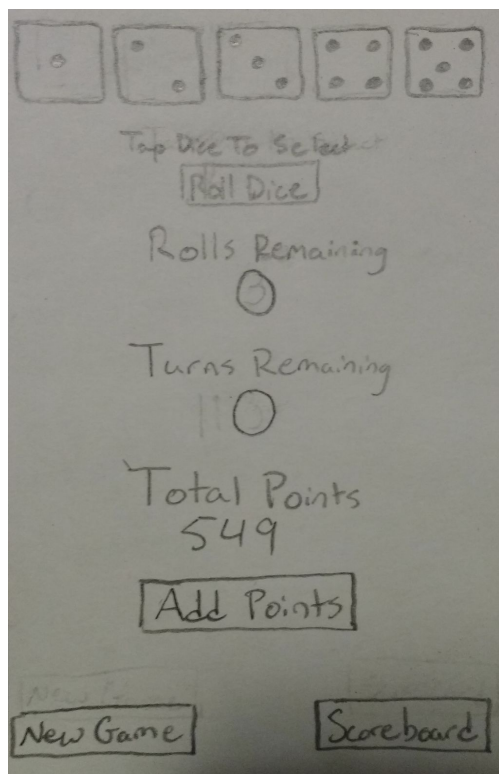 Tap Dice To Select
Roll Dice
Rolls Remaining
3
Turns Remaining
Total Points
549
Add Points
New Game
Scoreboard